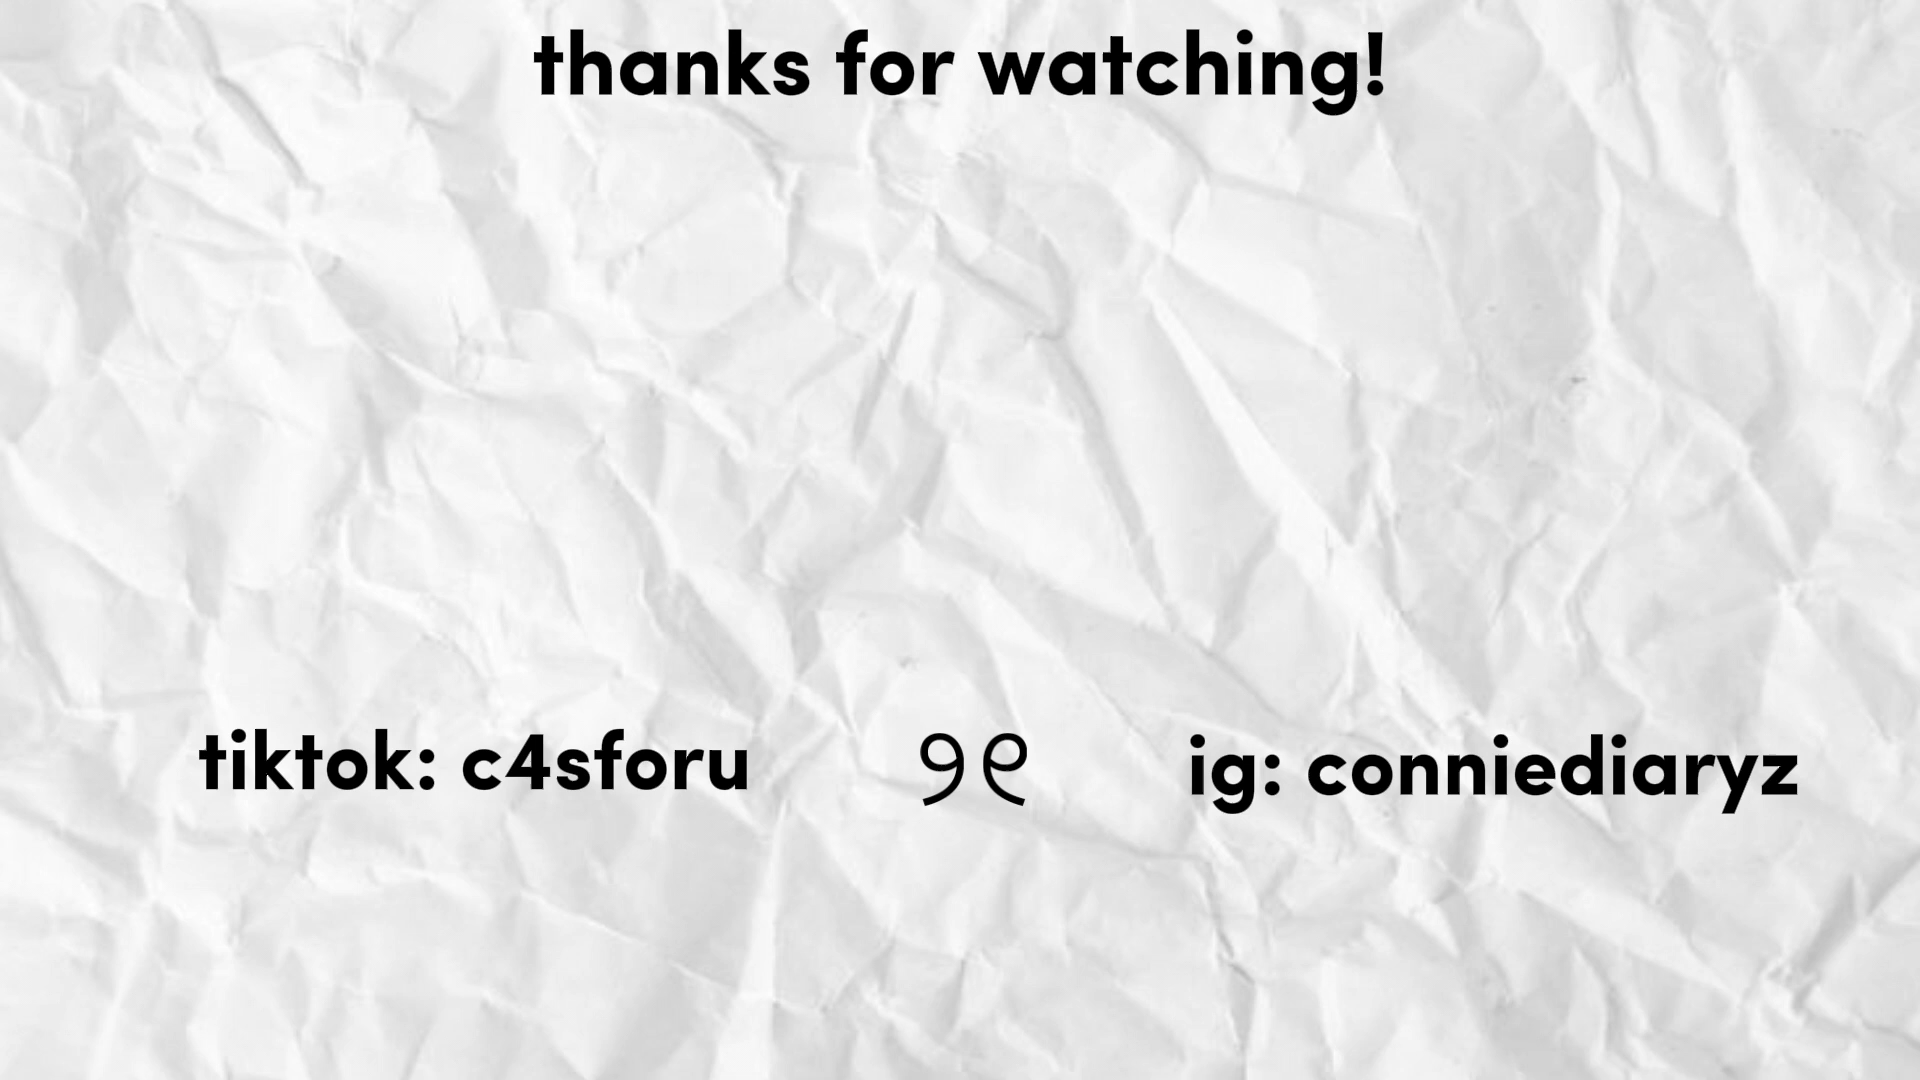 thanks for watching!
tiktok: c4sforu ୨୧ ig: conniediaryz